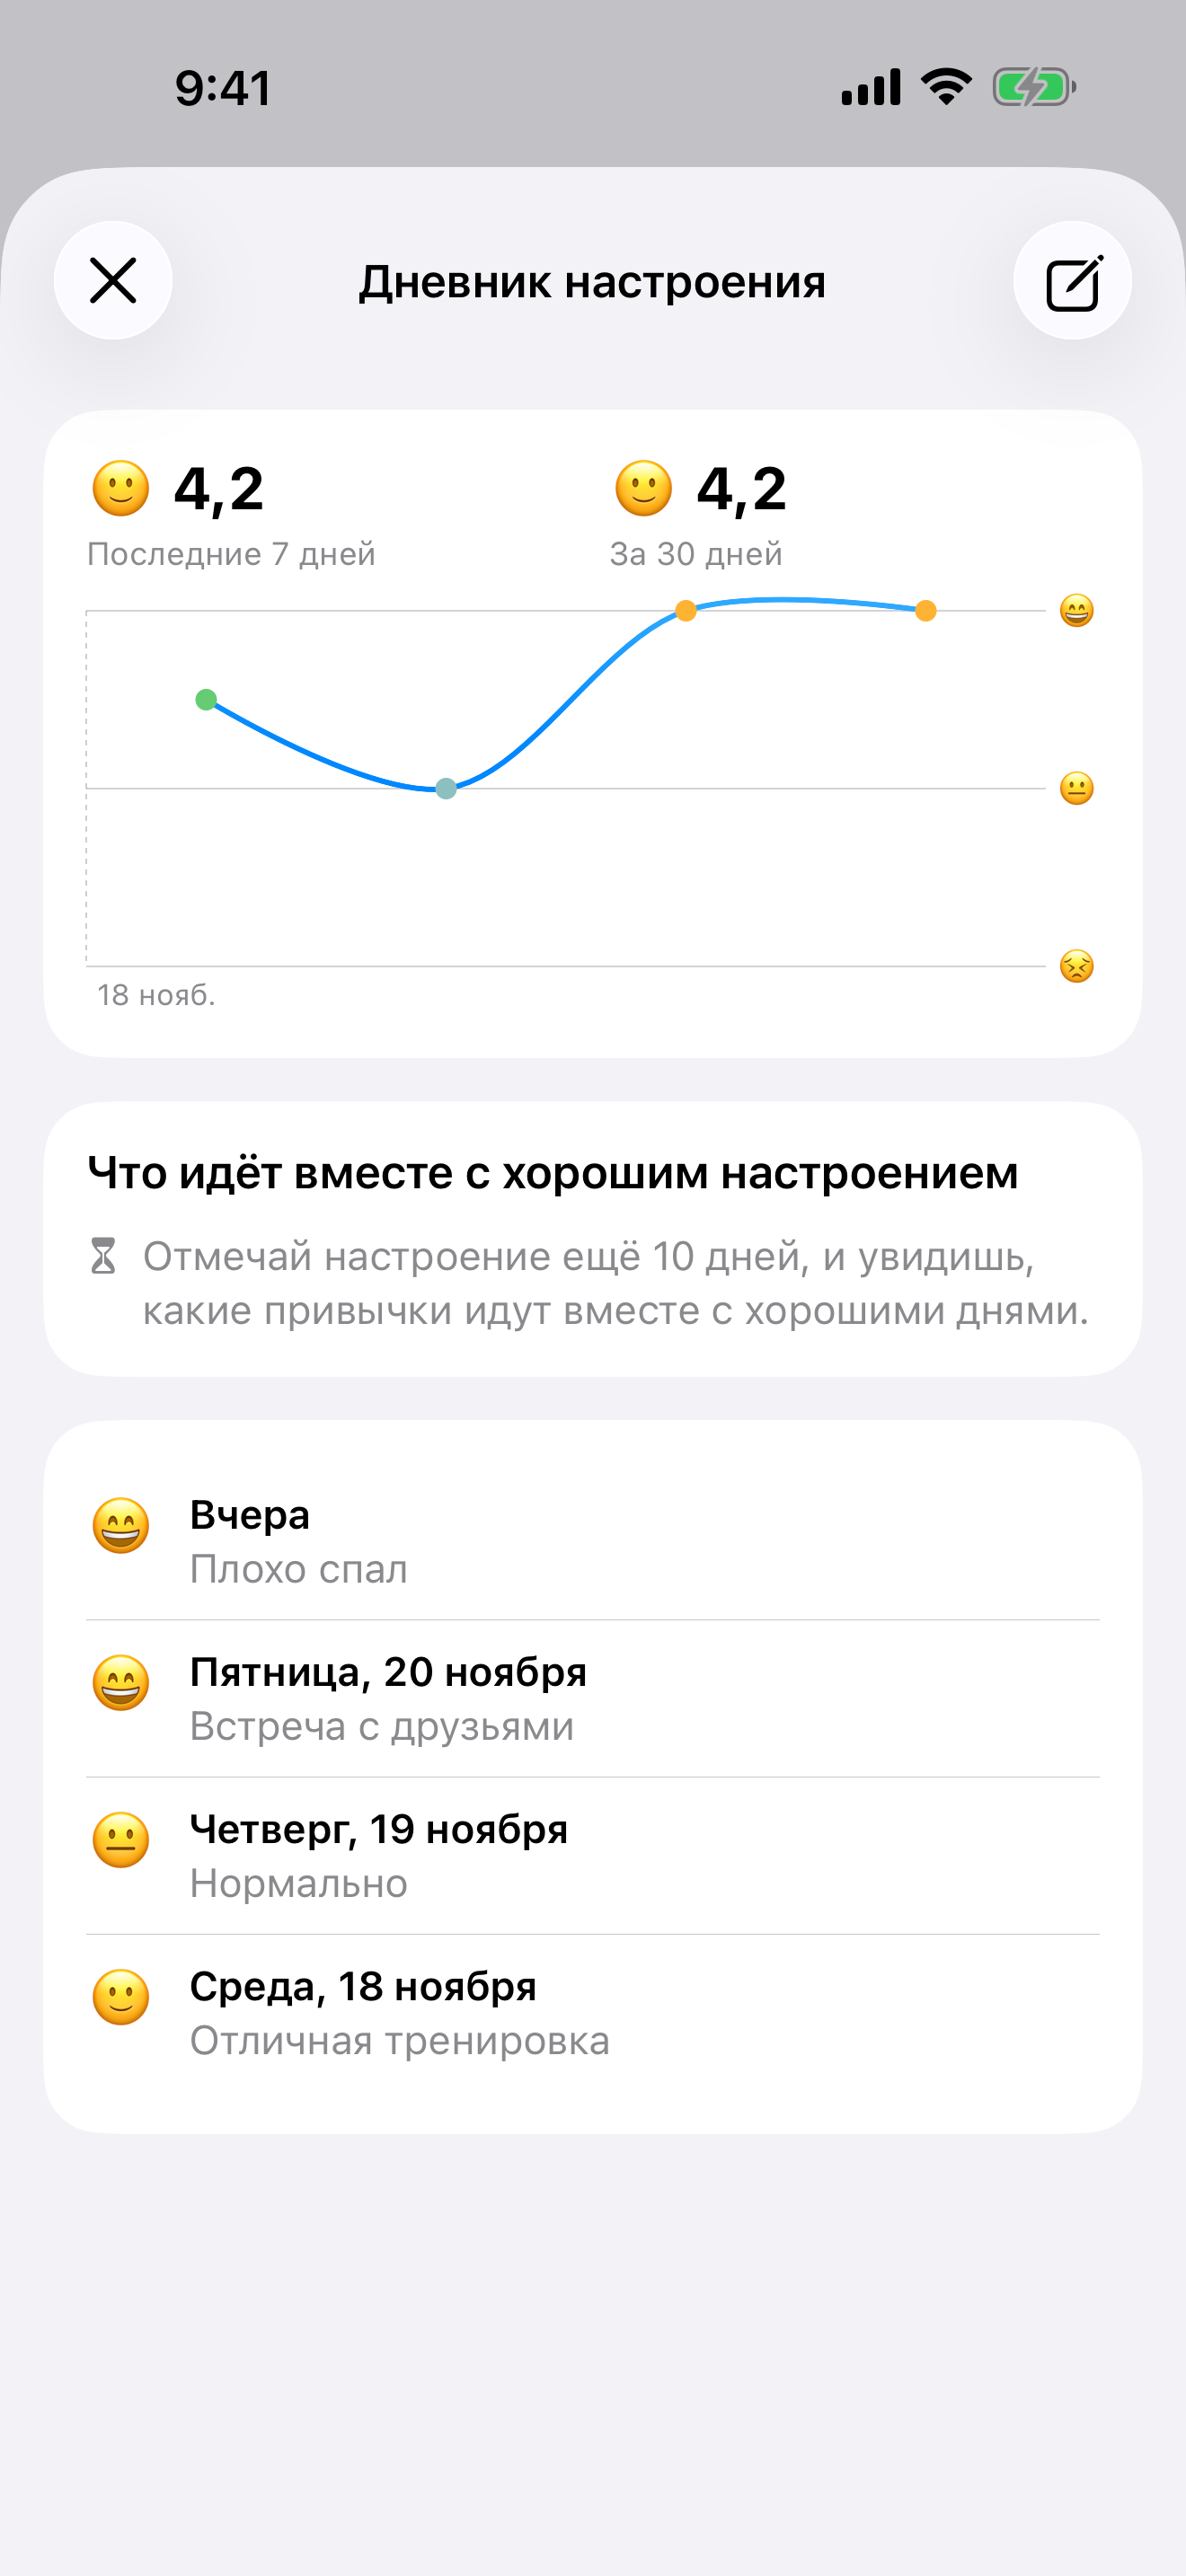 9:41
Дневник настроения
4,2
4,2
Последние 7 дней
За 30 дней
18 нояб.
Что идёт вместе с хорошим настроением
Отмечай настроение ещё 10 дней, и увидишь,
какие привычки идут вместе с хорошими днями.
Вчера
Плохо спал
Пятница, 20 ноября
Встреча с друзьями
Четверг, 19 ноября
Нормально
Среда, 18 ноября
Отличная тренировка